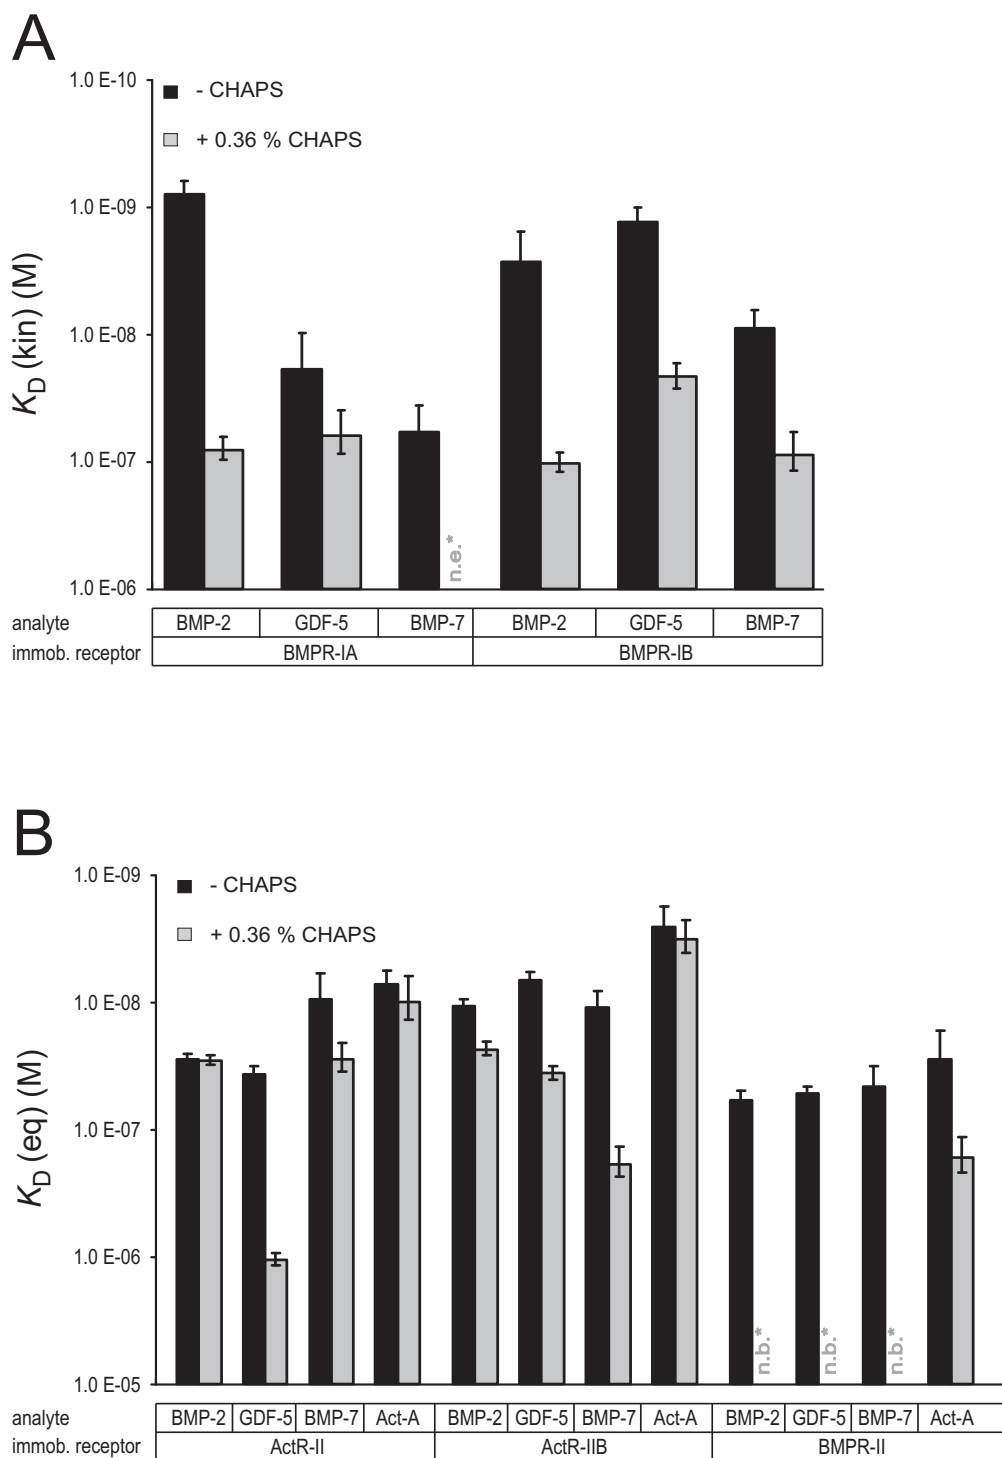 A
1.0 E-10
- CHAPS
+ 0.36 % CHAPS
1.0 E-09
1.0 E-08
1.0 E-07
1.0 E-06
K_D (kin) (M)
n.e.*
analyte BMP-2 GDF-5 BMP-7 BMP-2 GDF-5 BMP-7
immob. receptor BMPR-IA BMPR-IB
B
1.0 E-09
- CHAPS
+ 0.36 % CHAPS
1.0 E-08
1.0 E-07
1.0 E-06
1.0 E-05
K_D (eq) (M)
n.b.* n.b.* n.b.*
analyte BMP-2 GDF-5 BMP-7 Act-A BMP-2 GDF-5 BMP-7 Act-A BMP-2 GDF-5 BMP-7 Act-A
immob. receptor ActR-II ActR-IIB BMPR-II